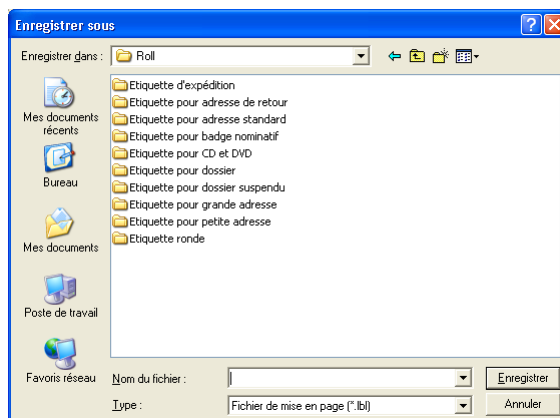 Enregistrer sous
Enregistrer dans :
Roll
Mes documents
récents
Bureau
Mes documents
Poste de travail
Favoris réseau
Etiquette d'expédition
Etiquette pour adresse de retour
Etiquette pour adresse standard
Etiquette pour badge nominatif
Etiquette pour CD et DVD
Etiquette pour dossier
Etiquette pour dossier suspendu
Etiquette pour grande adresse
Etiquette pour petite adresse
Etiquette ronde
Nom du fichier :
Enregistrer
Type :
Fichier de mise en page (*.lbl)
Annuler